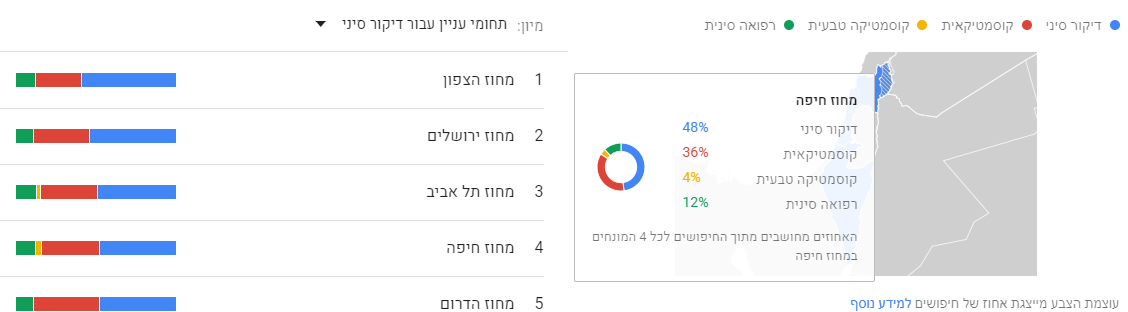 דיקור סיני
קוסמטיקאית
קוסמטיקה טבעית
רפואה סינית
מחוז חיפה
דיקור סיני 48%
קוסמטיקאית 36%
קוסמטיקה טבעית 4%
רפואה סינית 12%
האחוזים מחושבים מתוך החיפושים לכל 4 המונחים
במחוז חיפה
עוצמת הצבע מייצגת אחוז של חיפושים למידע נוסף
מיון: תחומי עניין עבור דיקור סיני
1 מחוז הצפון
2 מחוז ירושלים
3 מחוז תל אביב
4 מחוז חיפה
5 מחוז הדרום